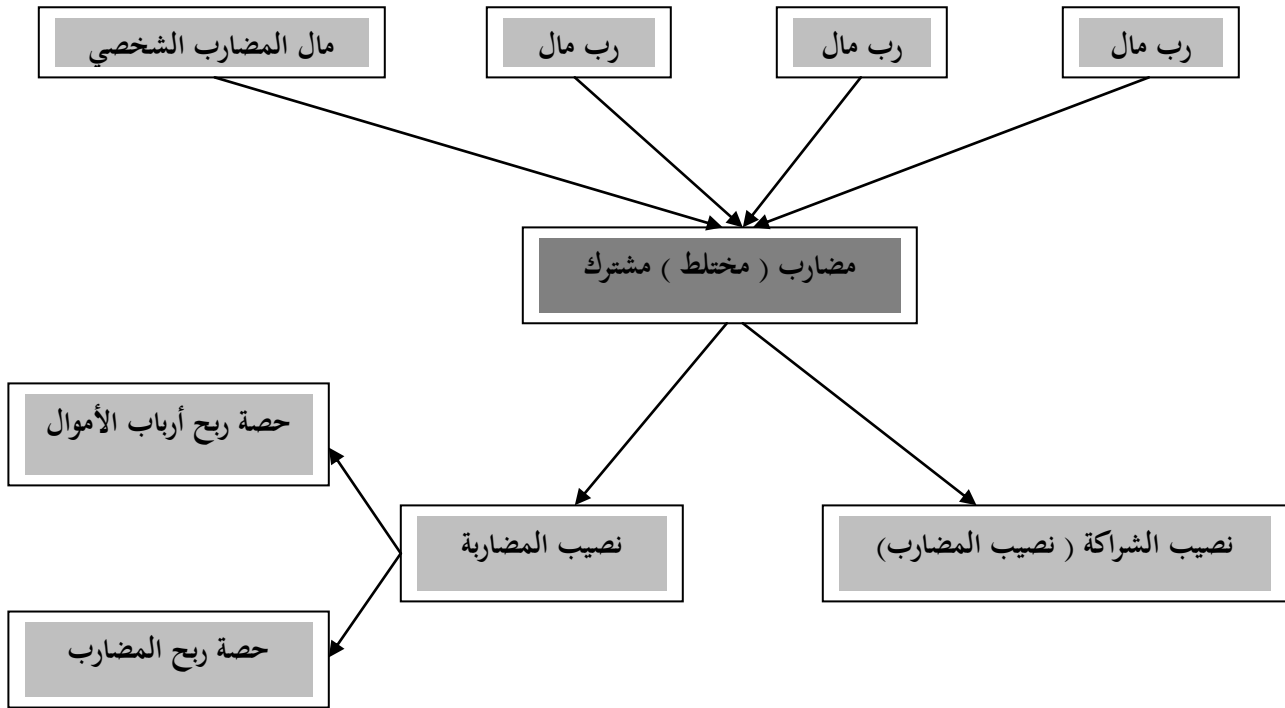 رب مال
رب مال
رب مال
مال المضارب الشخصي
مضارب ( مختلط ) مشترك
حصة ربح أرباب الأموال
نصيب الشراكة ( نصيب المضارب)
نصيب المضاربة
حصة ربح المضارب